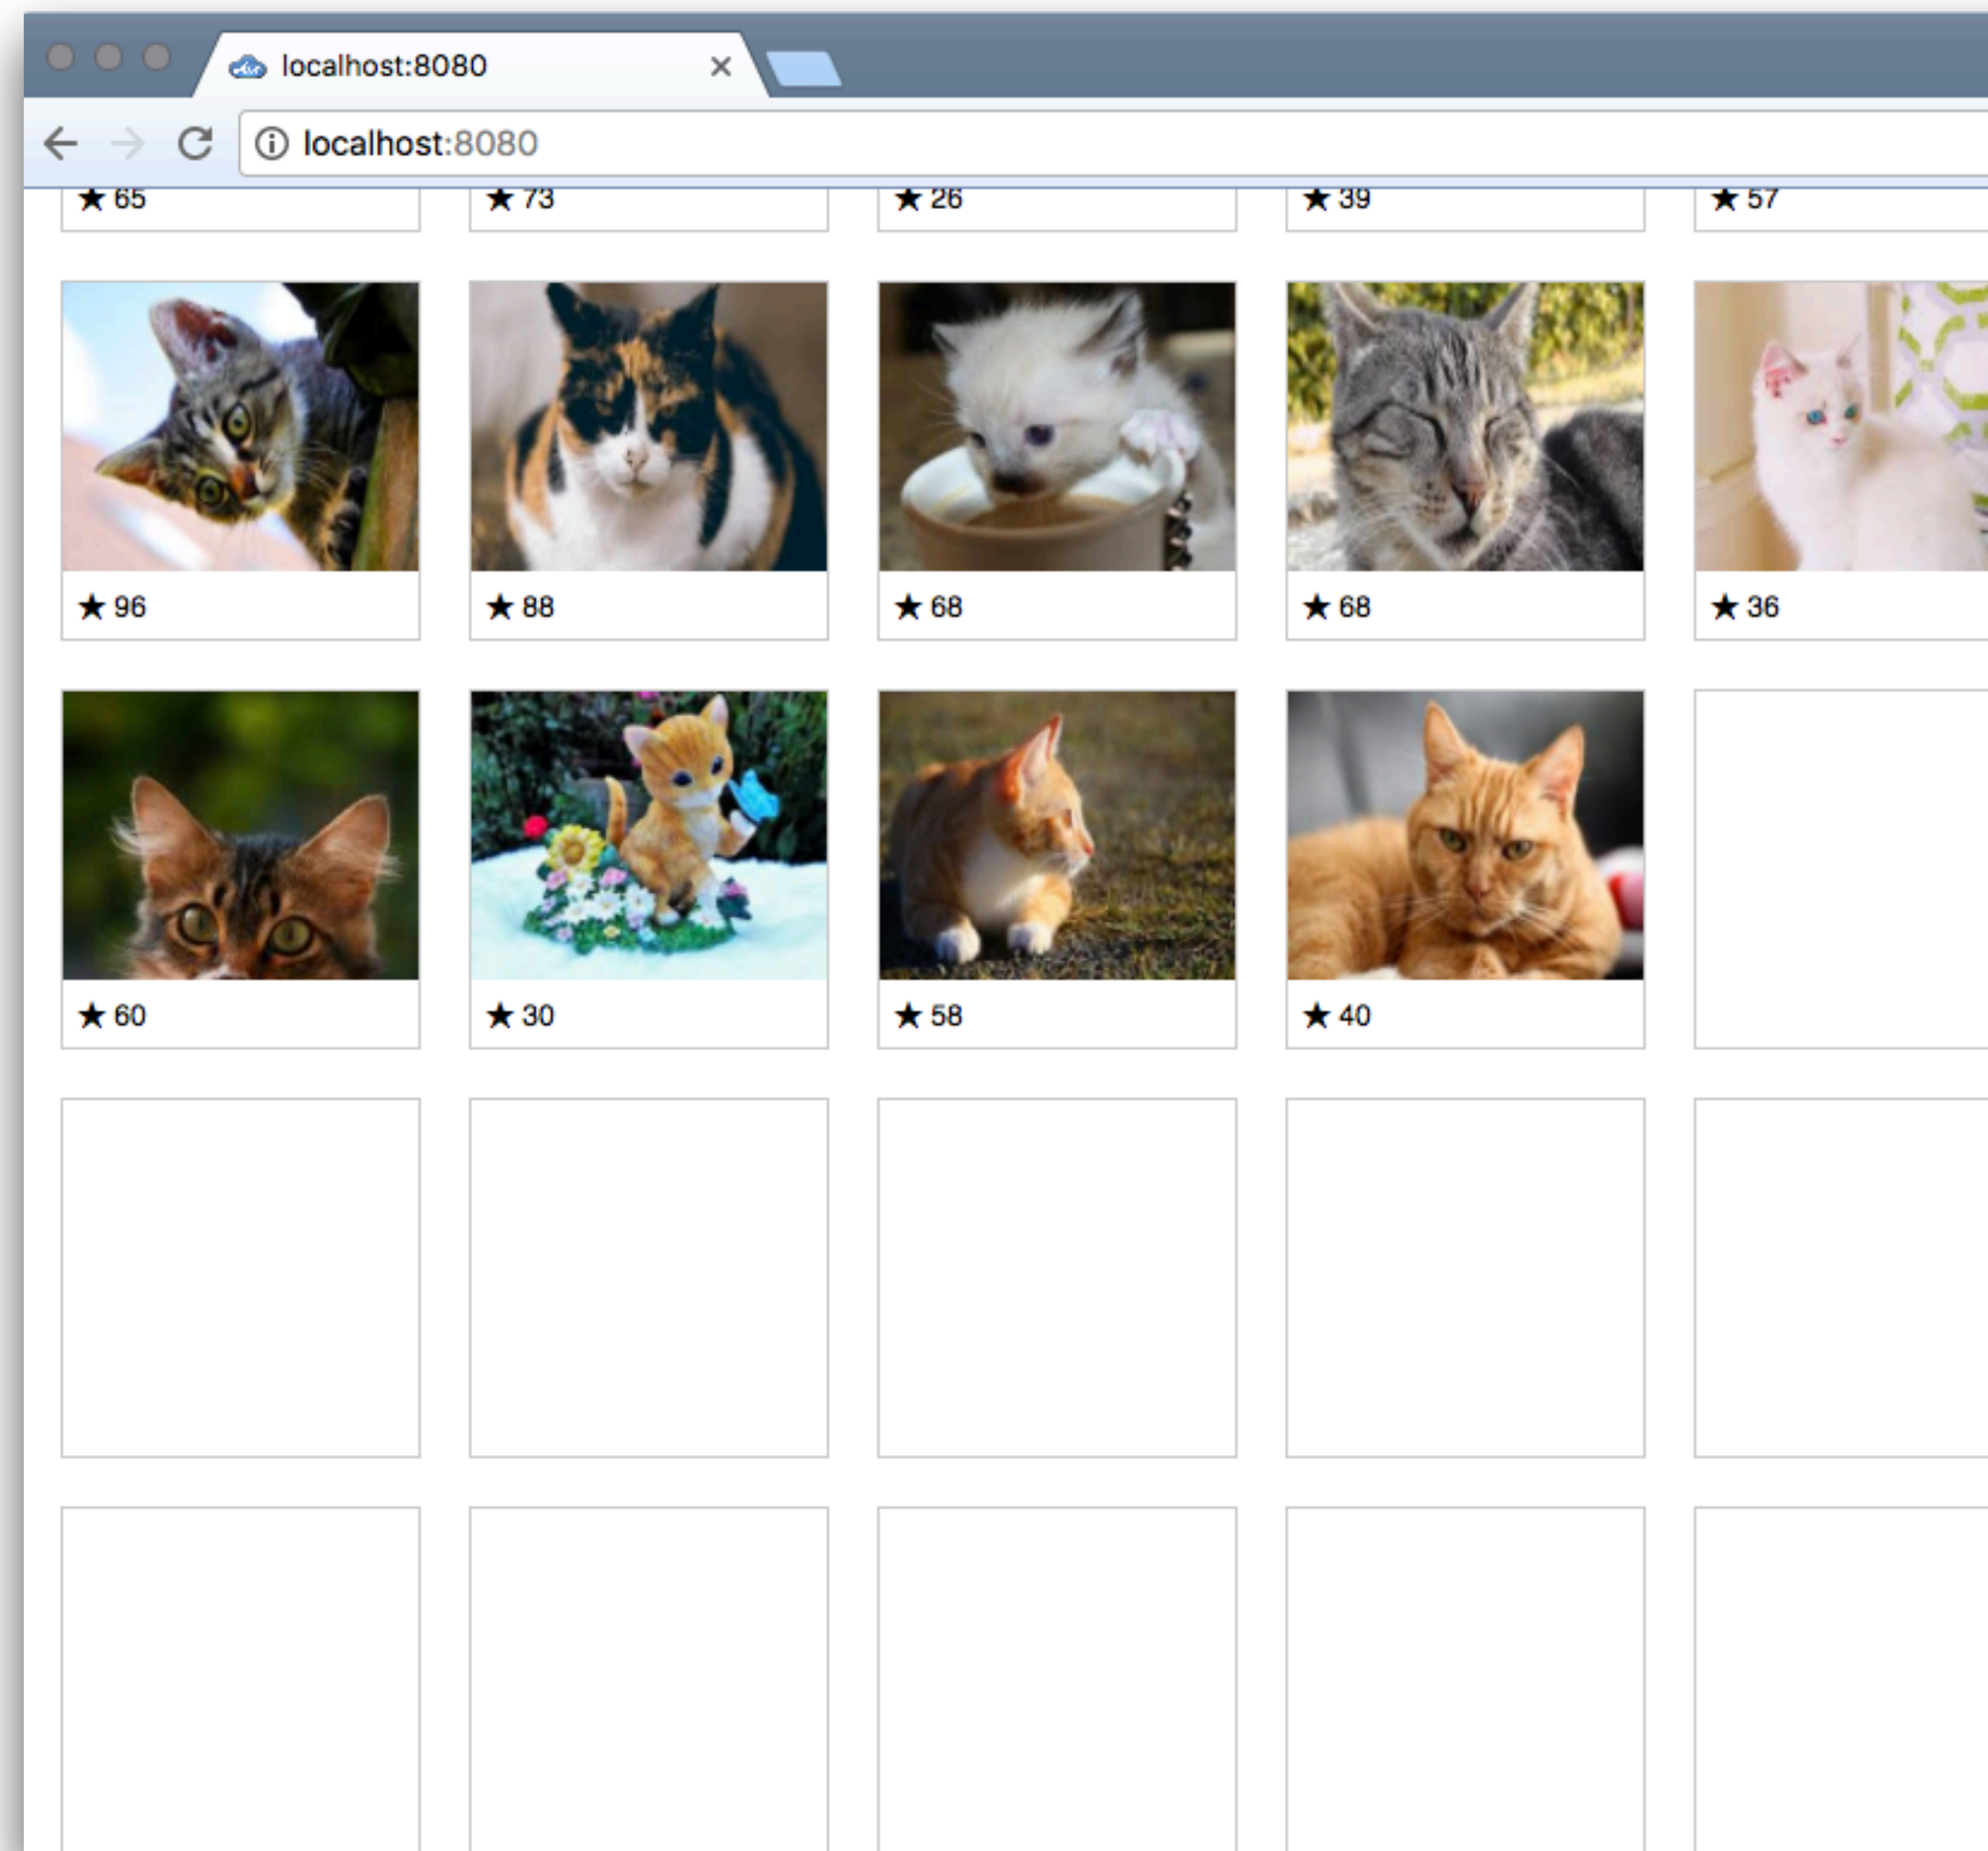 localhost:8080
localhost:8080
★ 65 ★ 73 ★ 26 ★ 39 ★ 57
★ 96 ★ 88 ★ 68 ★ 68 ★ 36
★ 60 ★ 30 ★ 58 ★ 40